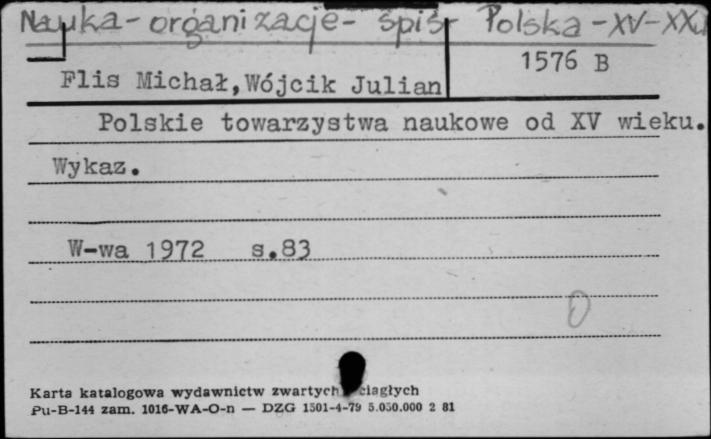 Nauka - organizacje - spis - Polska - XV-XXw
1576 B
Flis Michał, Wójcik Julian
Polskie towarzystwa naukowe od XV wieku.
Wykaz.
W-wa 1972 s.83
0
Karta katalogowa wydawnictw zwartych ciągłych
Pu-B-144 zam. 1016-WA-O-n — DZG 1501-4-79 5.050.000 2 81